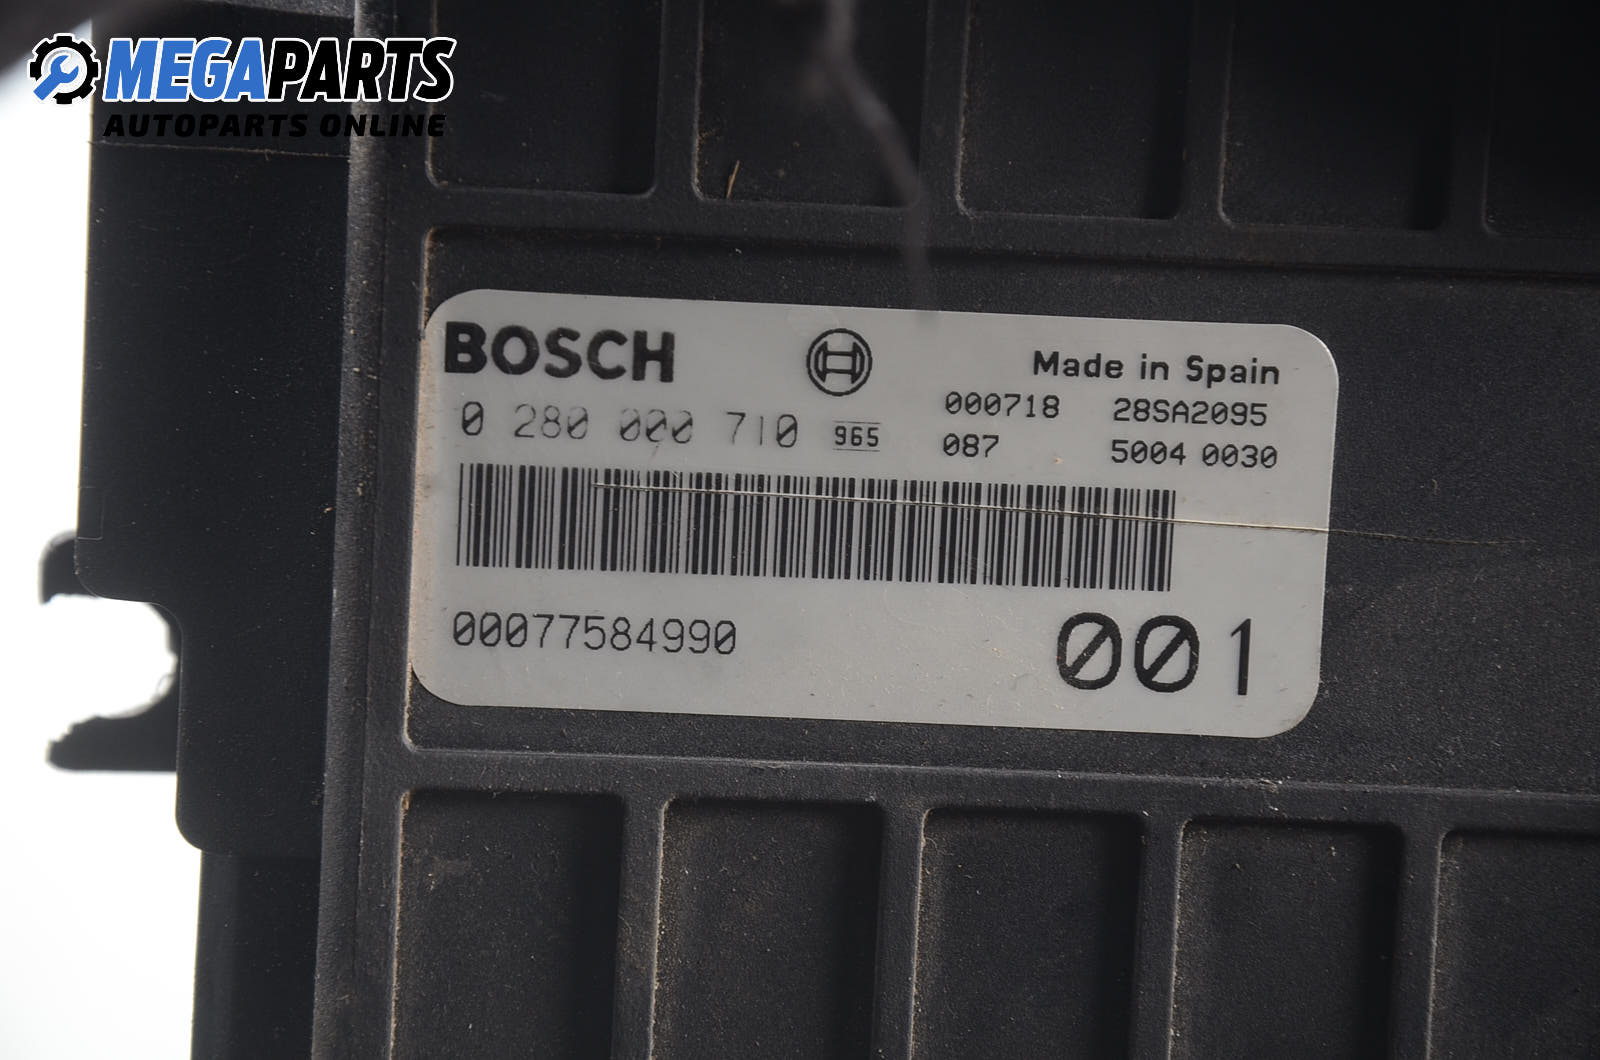 MEGAPARTS
AUTOPARTS ONLINE
BOSCH
Made in Spain
0 280 000 710 965
000718 28SA2095
087 5004 0030
00077584990
001